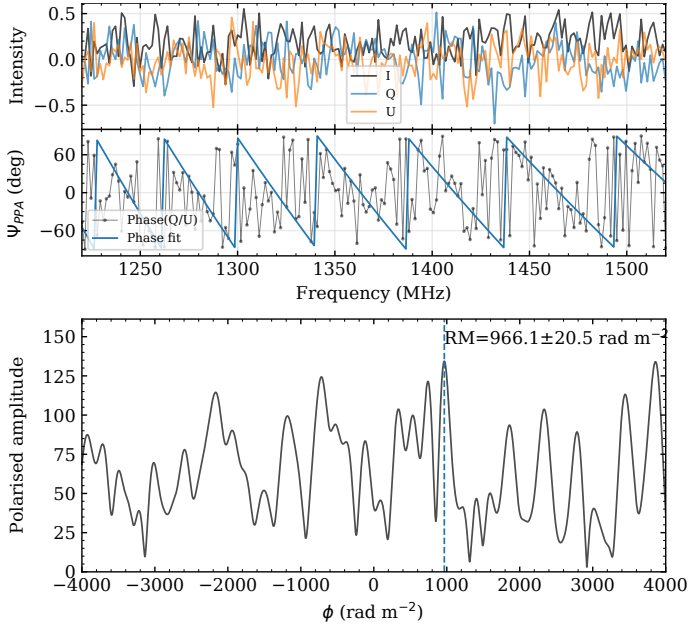 0.5
0.0
−0.5
Intensity
I
Q
U
60
0
−60
Ψ_PPA (deg)
Phase(Q/U)
Phase fit
1250 1300 1350 1400 1450 1500
Frequency (MHz)
150
125
100
75
50
25
0
Polarised amplitude
RM=966.1±20.5 rad m⁻²
−4000 −3000 −2000 −1000 0 1000 2000 3000 4000
ϕ (rad m⁻²)